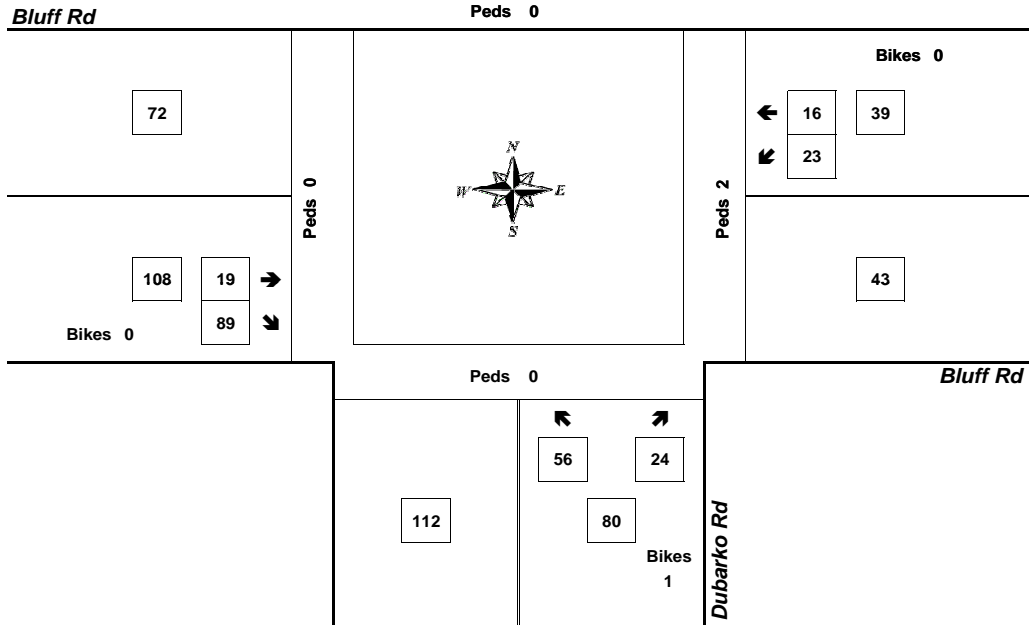 Bluff Rd
Peds 0
Bikes 0
72
16
39
23
N
W
E
S
Peds 0
Peds 2
108
19
43
89
Bikes 0
Peds 0
Bluff Rd
56
24
112
80
Bikes
1
Dubarko Rd